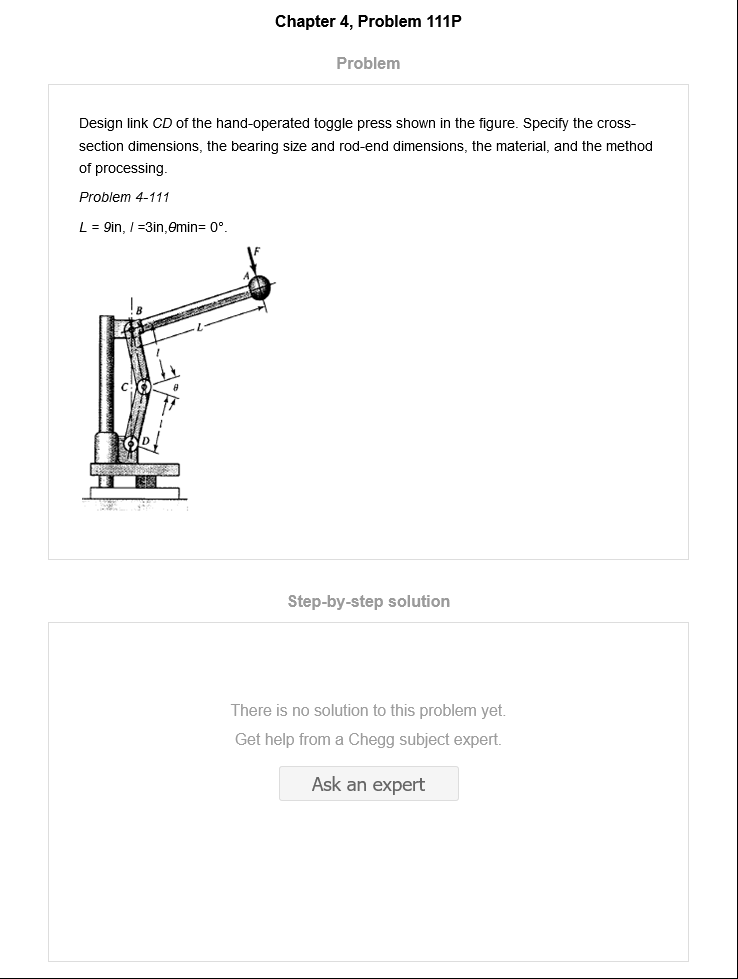 Chapter 4, Problem 111P
Problem
Design link CD of the hand-operated toggle press shown in the figure. Specify the cross-
section dimensions, the bearing size and rod-end dimensions, the material, and the method
of processing.
Problem 4-111
L = 9in, l =3in,θmin= 0°.
F
A
B
L
l
C
θ
l
D
Step-by-step solution
There is no solution to this problem yet.
Get help from a Chegg subject expert.
Ask an expert